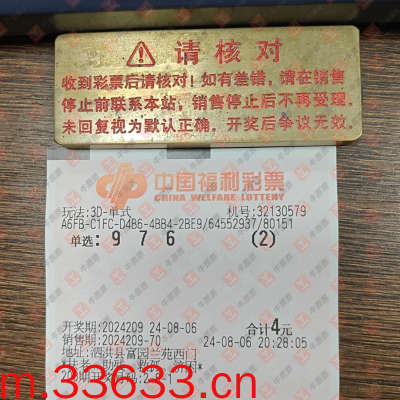 请核对
收到彩票后请核对!如有差错,请在销售
停止前联系本站,销售停止后不再受理。
未回复视为默认正确,开奖后争议无效。
中国福利彩票
CHINA WELFARE LOTTERY
玩法:3D-单式 机号:32130579
A6FB-C1FC-D4B6-4BB4-2BE9/64552937/80151
单选: 9 7 6 (2)
开奖期:2024209 24-08-06 合计4元
销售期:2024209-70 24-08-06 20:28:05
地址:泗洪县富园兰苑西门
m.33633.cn